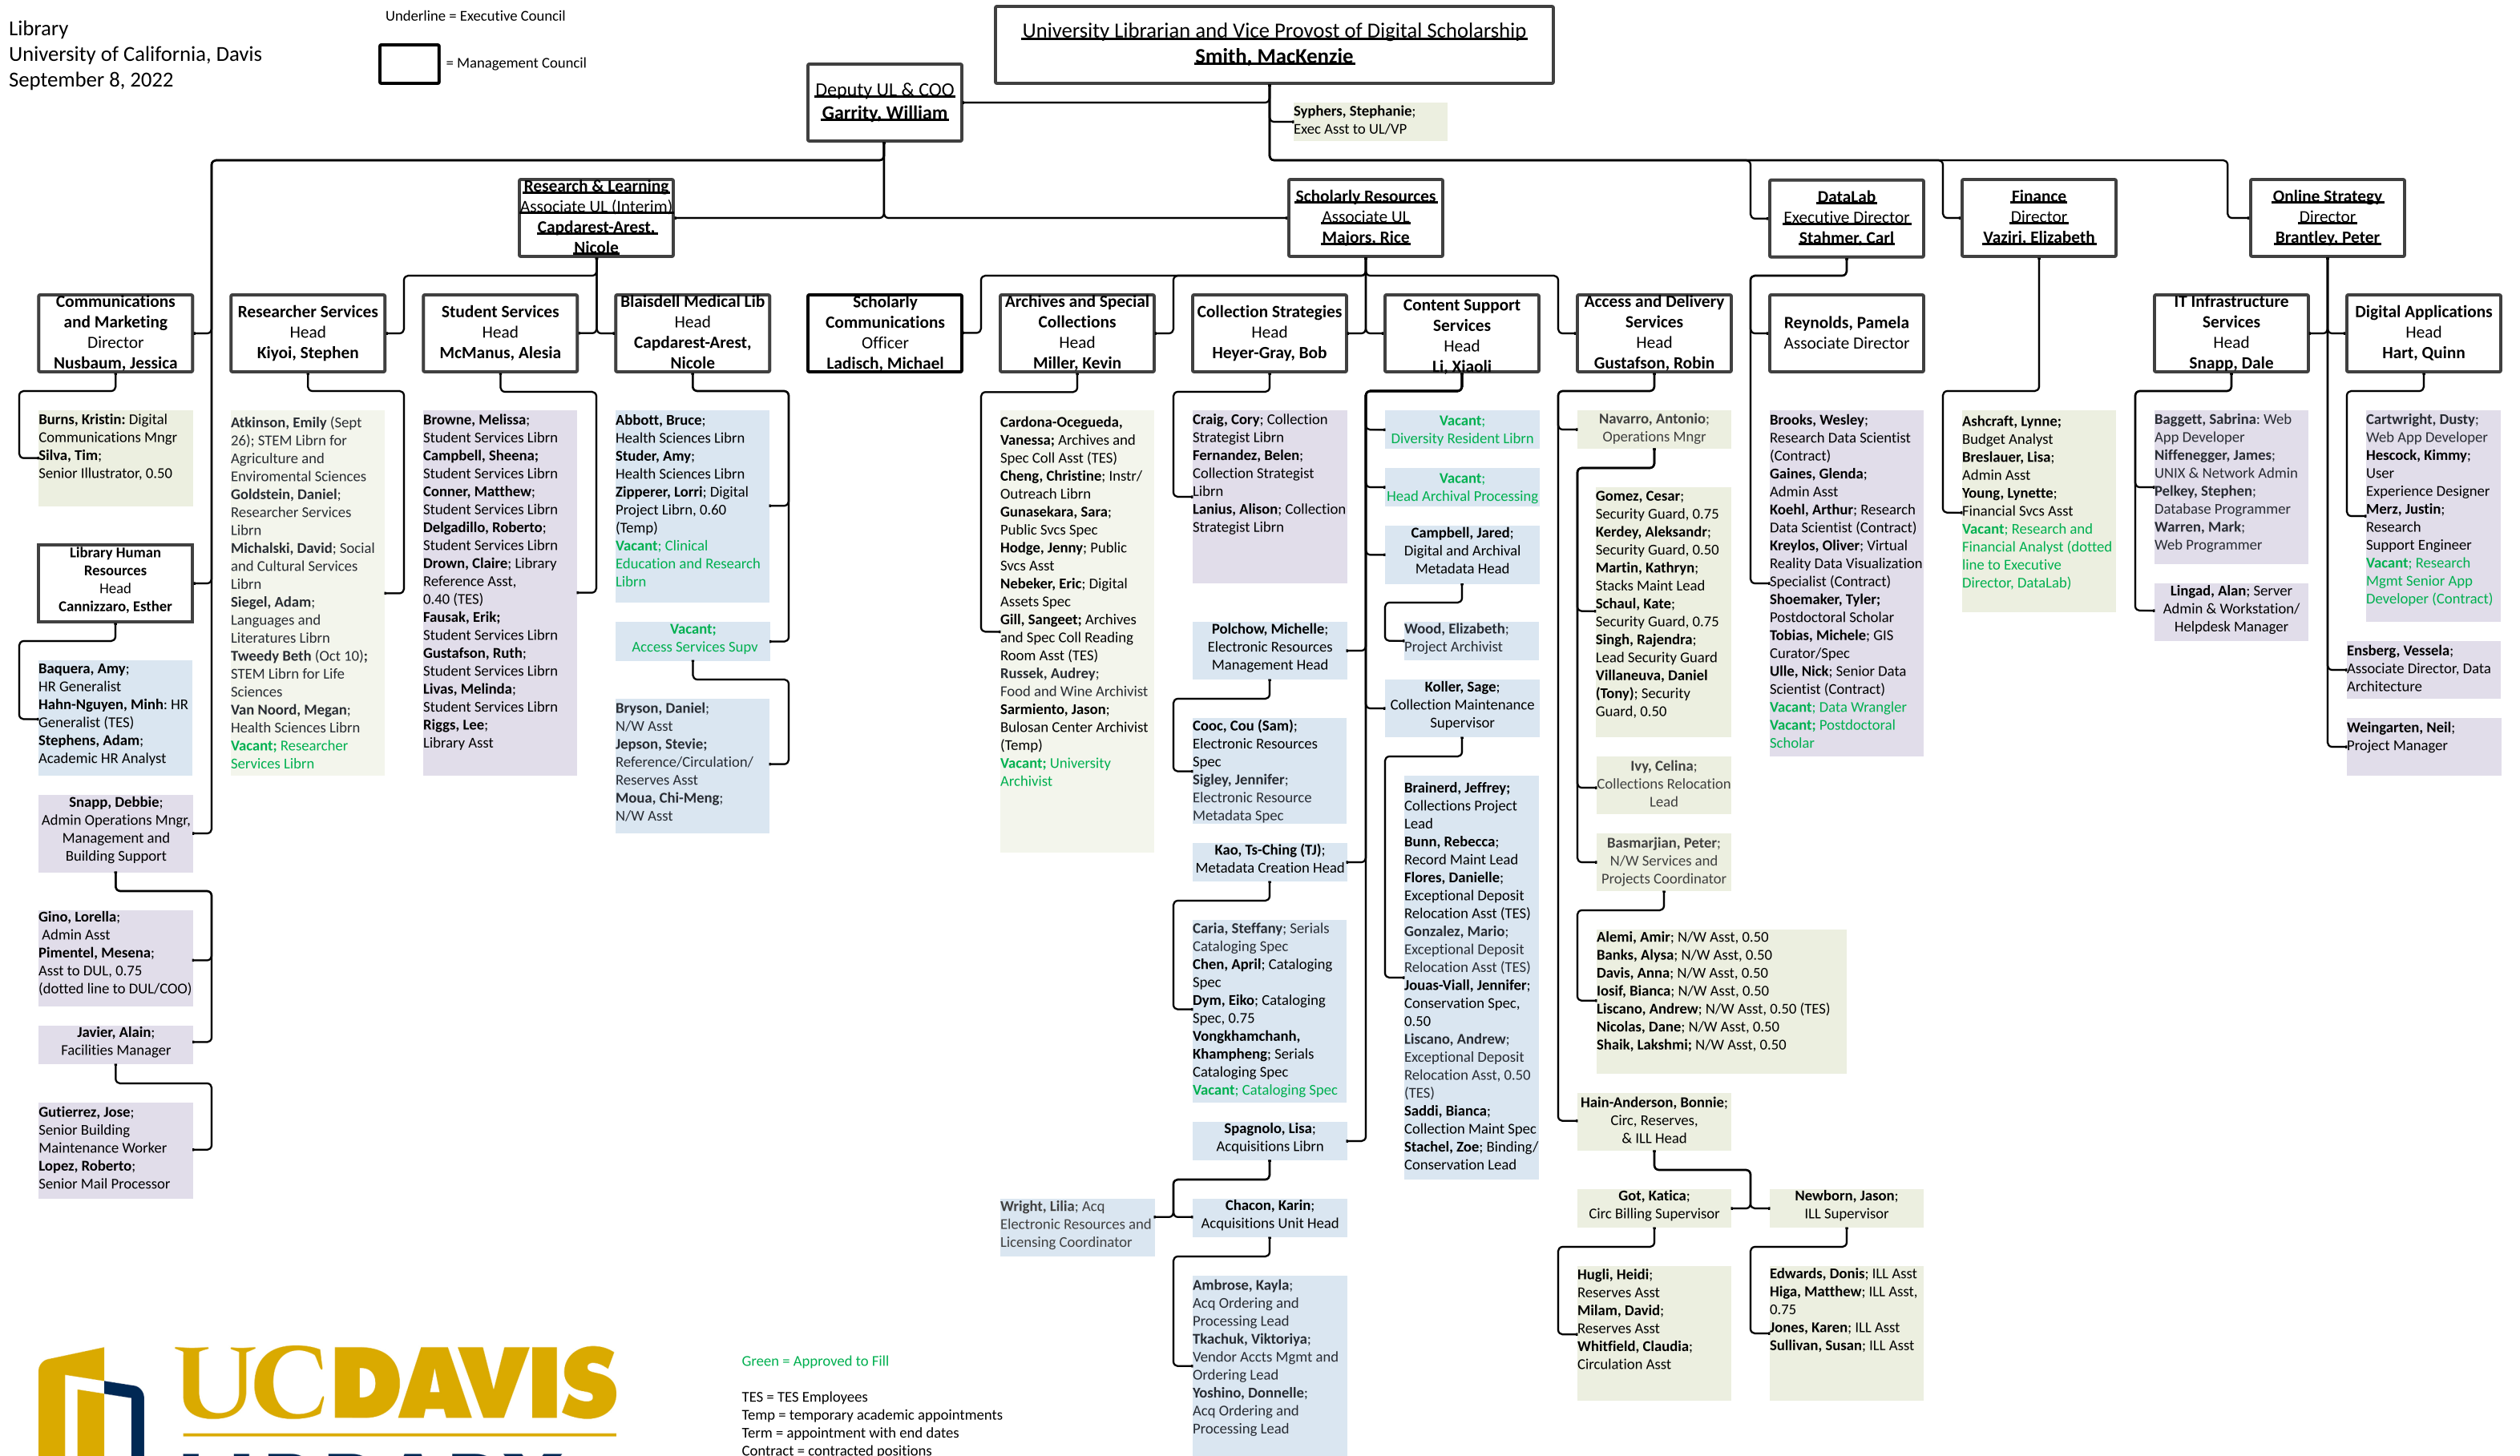 Library
University of California, Davis
September 8, 2022
Underline = Executive Council
= Management Council
University Librarian and Vice Provost of Digital Scholarship
Smith, MacKenzie
Deputy UL & COO
Garrity, William
Syphers, Stephanie;
Exec Asst to UL/VP
Research & Learning
Associate UL (Interim)
Capdarest-Arest,
Nicole
Scholarly Resources
Associate UL
Majors, Rice
DataLab
Executive Director
Stahmer, Carl
Finance
Director
Vaziri, Elizabeth
Online Strategy
Director
Brantley, Peter
Communications
and Marketing
Director
Nusbaum, Jessica
Researcher Services
Head
Kiyoi, Stephen
Student Services
Head
McManus, Alesia
Blaisdell Medical Lib
Head
Capdarest-Arest,
Nicole
Scholarly
Communications
Officer
Ladisch, Michael
Archives and Special
Collections
Head
Miller, Kevin
Collection Strategies
Head
Heyer-Gray, Bob
Content Support
Services
Head
Li, Xiaoli
Access and Delivery
Services
Head
Gustafson, Robin
Reynolds, Pamela
Associate Director
IT Infrastructure
Services
Head
Snapp, Dale
Digital Applications
Head
Hart, Quinn
Burns, Kristin: Digital
Communications Mngr
Silva, Tim;
Senior Illustrator, 0.50
Library Human
Resources
Head
Cannizzaro, Esther
Baquera, Amy;
HR Generalist
Hahn-Nguyen, Minh: HR
Generalist (TES)
Stephens, Adam;
Academic HR Analyst
Snapp, Debbie;
Admin Operations Mngr,
Management and
Building Support
Gino, Lorella;
Admin Asst
Pimentel, Mesena;
Asst to DUL, 0.75
(dotted line to DUL/COO)
Javier, Alain;
Facilities Manager
Gutierrez, Jose;
Senior Building
Maintenance Worker
Lopez, Roberto;
Senior Mail Processor
Atkinson, Emily (Sept
26); STEM Librn for
Agriculture and
Enviromental Sciences
Goldstein, Daniel;
Researcher Services
Librn
Michalski, David; Social
and Cultural Services
Librn
Siegel, Adam;
Languages and
Literatures Librn
Tweedy Beth (Oct 10);
STEM Librn for Life
Sciences
Van Noord, Megan;
Health Sciences Librn
Vacant; Researcher
Services Librn
Browne, Melissa;
Student Services Librn
Campbell, Sheena;
Student Services Librn
Conner, Matthew;
Student Services Librn
Delgadillo, Roberto;
Student Services Librn
Drown, Claire; Library
Reference Asst,
0.40 (TES)
Fausak, Erik;
Student Services Librn
Gustafson, Ruth;
Student Services Librn
Livas, Melinda;
Student Services Librn
Riggs, Lee;
Library Asst
Abbott, Bruce;
Health Sciences Librn
Studer, Amy;
Health Sciences Librn
Zipperer, Lorri; Digital
Project Librn, 0.60
(Temp)
Vacant; Clinical
Education and Research
Librn
Vacant;
Access Services Supv
Bryson, Daniel;
N/W Asst
Jepson, Stevie;
Reference/Circulation/
Reserves Asst
Moua, Chi-Meng;
N/W Asst
Cardona-Ocegueda,
Vanessa; Archives and
Spec Coll Asst (TES)
Cheng, Christine; Instr/
Outreach Librn
Gunasekara, Sara;
Public Svcs Spec
Hodge, Jenny; Public
Svcs Asst
Nebeker, Eric; Digital
Assets Spec
Gill, Sangeet; Archives
and Spec Coll Reading
Room Asst (TES)
Russek, Audrey;
Food and Wine Archivist
Sarmiento, Jason;
Bulosan Center Archivist
(Temp)
Vacant; University
Archivist
Craig, Cory; Collection
Strategist Librn
Fernandez, Belen;
Collection Strategist
Librn
Lanius, Alison; Collection
Strategist Librn
Polchow, Michelle;
Electronic Resources
Management Head
Cooc, Cou (Sam);
Electronic Resources
Spec
Sigley, Jennifer;
Electronic Resource
Metadata Spec
Kao, Ts-Ching (TJ);
Metadata Creation Head
Caria, Steffany; Serials
Cataloging Spec
Chen, April; Cataloging
Spec
Dym, Eiko; Cataloging
Spec, 0.75
Vongkhamchanh,
Khampheng; Serials
Cataloging Spec
Vacant; Cataloging Spec
Spagnolo, Lisa;
Acquisitions Librn
Wright, Lilia; Acq
Electronic Resources and
Licensing Coordinator
Chacon, Karin;
Acquisitions Unit Head
Ambrose, Kayla;
Acq Ordering and
Processing Lead
Tkachuk, Viktoriya;
Vendor Accts Mgmt and
Ordering Lead
Yoshino, Donnelle;
Acq Ordering and
Processing Lead
Vacant;
Diversity Resident Librn
Vacant;
Head Archival Processing
Campbell, Jared;
Digital and Archival
Metadata Head
Wood, Elizabeth;
Project Archivist
Koller, Sage;
Collection Maintenance
Supervisor
Brainerd, Jeffrey;
Collections Project
Lead
Bunn, Rebecca;
Record Maint Lead
Flores, Danielle;
Exceptional Deposit
Relocation Asst (TES)
Gonzalez, Mario;
Exceptional Deposit
Relocation Asst (TES)
Jouas-Viall, Jennifer;
Conservation Spec,
0.50
Liscano, Andrew;
Exceptional Deposit
Relocation Asst, 0.50
(TES)
Saddi, Bianca;
Collection Maint Spec
Stachel, Zoe; Binding/
Conservation Lead
Navarro, Antonio;
Operations Mngr
Gomez, Cesar;
Security Guard, 0.75
Kerdey, Aleksandr;
Security Guard, 0.50
Martin, Kathryn;
Stacks Maint Lead
Schaul, Kate;
Security Guard, 0.75
Singh, Rajendra;
Lead Security Guard
Villaneuva, Daniel
(Tony); Security
Guard, 0.50
Ivy, Celina;
Collections Relocation
Lead
Basmarjian, Peter;
N/W Services and
Projects Coordinator
Alemi, Amir; N/W Asst, 0.50
Banks, Alysa; N/W Asst, 0.50
Davis, Anna; N/W Asst, 0.50
Iosif, Bianca; N/W Asst, 0.50
Liscano, Andrew; N/W Asst, 0.50 (TES)
Nicolas, Dane; N/W Asst, 0.50
Shaik, Lakshmi; N/W Asst, 0.50
Hain-Anderson, Bonnie;
Circ, Reserves,
& ILL Head
Got, Katica;
Circ Billing Supervisor
Newborn, Jason;
ILL Supervisor
Hugli, Heidi;
Reserves Asst
Milam, David;
Reserves Asst
Whitfield, Claudia;
Circulation Asst
Edwards, Donis; ILL Asst
Higa, Matthew; ILL Asst,
0.75
Jones, Karen; ILL Asst
Sullivan, Susan; ILL Asst
Brooks, Wesley;
Research Data Scientist
(Contract)
Gaines, Glenda;
Admin Asst
Koehl, Arthur; Research
Data Scientist (Contract)
Kreylos, Oliver; Virtual
Reality Data Visualization
Specialist (Contract)
Shoemaker, Tyler;
Postdoctoral Scholar
Tobias, Michele; GIS
Curator/Spec
Ulle, Nick; Senior Data
Scientist (Contract)
Vacant; Data Wrangler
Vacant; Postdoctoral
Scholar
Ashcraft, Lynne;
Budget Analyst
Breslauer, Lisa;
Admin Asst
Young, Lynette;
Financial Svcs Asst
Vacant; Research and
Financial Analyst (dotted
line to Executive
Director, DataLab)
Baggett, Sabrina: Web
App Developer
Niffenegger, James;
UNIX & Network Admin
Pelkey, Stephen;
Database Programmer
Warren, Mark;
Web Programmer
Lingad, Alan; Server
Admin & Workstation/
Helpdesk Manager
Cartwright, Dusty;
Web App Developer
Hescock, Kimmy;
User
Experience Designer
Merz, Justin;
Research
Support Engineer
Vacant; Research
Mgmt Senior App
Developer (Contract)
Ensberg, Vessela;
Associate Director, Data
Architecture
Weingarten, Neil;
Project Manager
UCDAVIS
LIBRARY
Green = Approved to Fill
TES = TES Employees
Temp = temporary academic appointments
Term = appointment with end dates
Contract = contracted positions